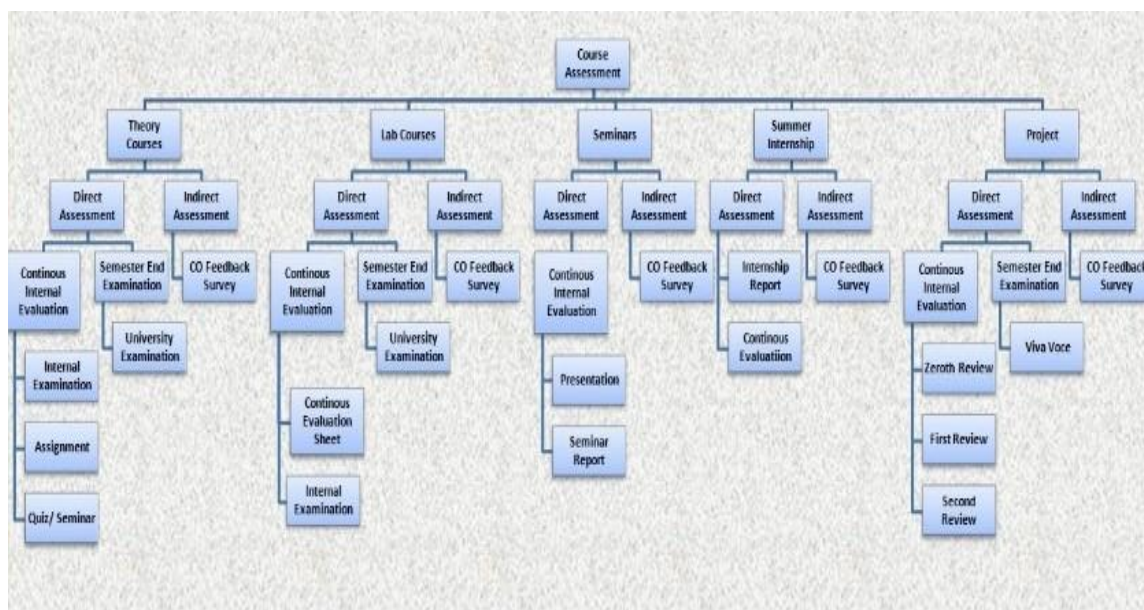 Course
Assessment
Theory
Courses
Lab Courses
Seminars
Summer
Internship
Project
Direct
Assessment
Indirect
Assessment
Direct
Assessment
Indirect
Assessment
Direct
Assessment
Indirect
Assessment
Direct
Assessment
Indirect
Assessment
Direct
Assessment
Indirect
Assessment
Continous
Internal
Evaluation
Semester End
Examination
CO Feedback
Survey
Continous
Internal
Evaluation
Semester End
Examination
CO Feedback
Survey
Continous
Internal
Evaluation
CO Feedback
Survey
Internship
Report
CO Feedback
Survey
Continous
Internal
Evaluation
Semester End
Examination
CO Feedback
Survey
University
Examination
University
Examination
Continous
Evaluatiion
Viva Voce
Internal
Examination
Presentation
Zeroth Review
Continous
Evaluation
Sheet
Assignment
Seminar
Report
First Review
Internal
Examination
Quiz/ Seminar
Second
Review